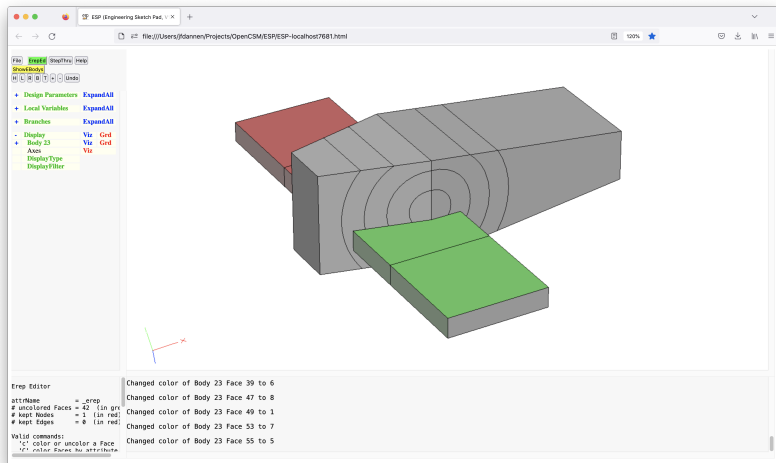 ESP (Engineering Sketch Pad, v
file:///Users/jfdannen/Projects/OpenCSM/ESP/ESP-localhost7681.html
120%
File ErepEd StepThru Help
ShowEBodys
H L R B T + - Undo
+ Design Parameters ExpandAll
+ Local Variables ExpandAll
+ Branches ExpandAll
- Display Viz Grd
+ Body 23 Viz Grd
Axes Viz
DisplayType
DisplayFilter
X
Erep Editor
attrName = _erep
# uncolored Faces = 42 (in gre
# kept Nodes = 1 (in red)
# kept Edges = 0 (in red)
Valid commands:
'c' color or uncolor a Face
'C' color Faces by attribute
Changed color of Body 23 Face 39 to 6
Changed color of Body 23 Face 47 to 8
Changed color of Body 23 Face 49 to 1
Changed color of Body 23 Face 53 to 7
Changed color of Body 23 Face 55 to 5